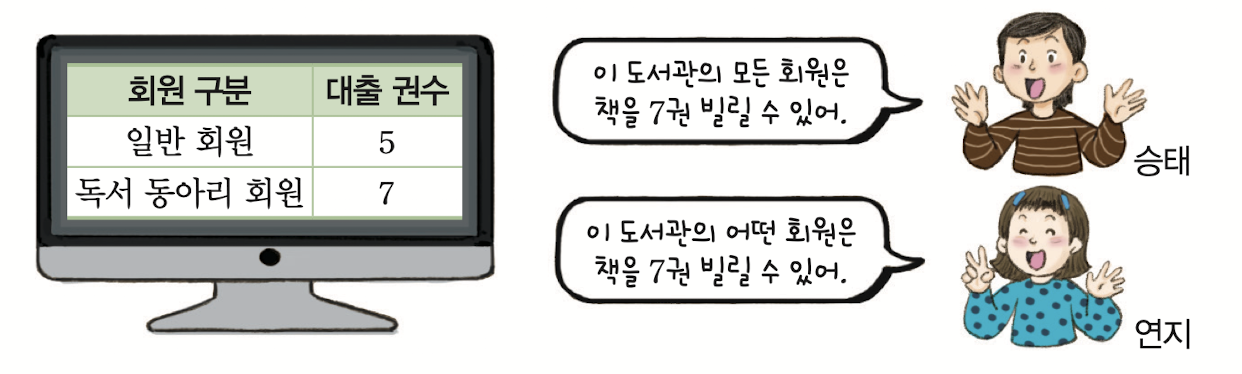 회원 구분 대출 권수
일반 회원 5
독서 동아리 회원 7
이 도서관의 모든 회원은
책을 7권 빌릴 수 있어.
승태
이 도서관의 어떤 회원은
책을 7권 빌릴 수 있어.
연지